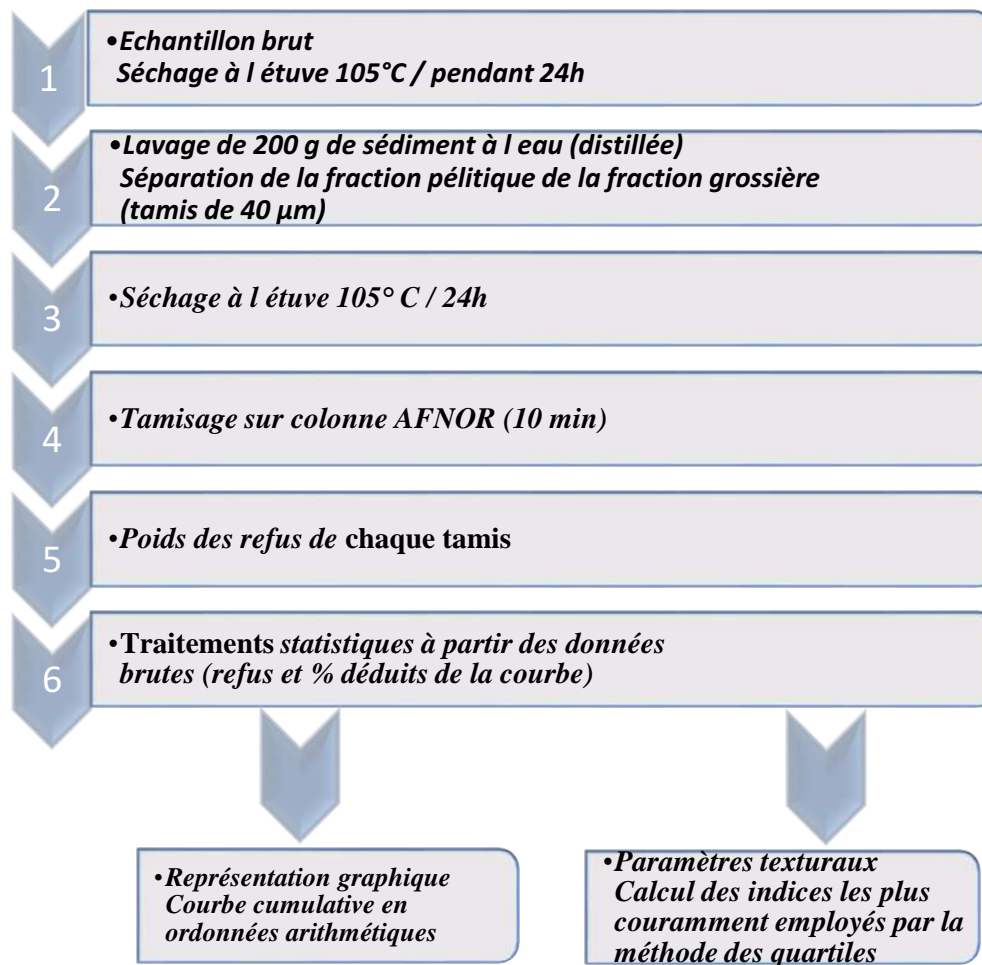 1
•Echantillon brut
Séchage à l étuve 105°C / pendant 24h
2
•Lavage de 200 g de sédiment à l eau (distillée)
Séparation de la fraction pélitique de la fraction grossière
(tamis de 40 µm)
3
•Séchage à l étuve 105° C / 24h
4
•Tamisage sur colonne AFNOR (10 min)
5
•Poids des refus de chaque tamis
6
•Traitements statistiques à partir des données
brutes (refus et % déduits de la courbe)
•Représentation graphique
Courbe cumulative en
ordonnées arithmétiques
•Paramètres texturaux
Calcul des indices les plus
couramment employés par la
méthode des quartiles